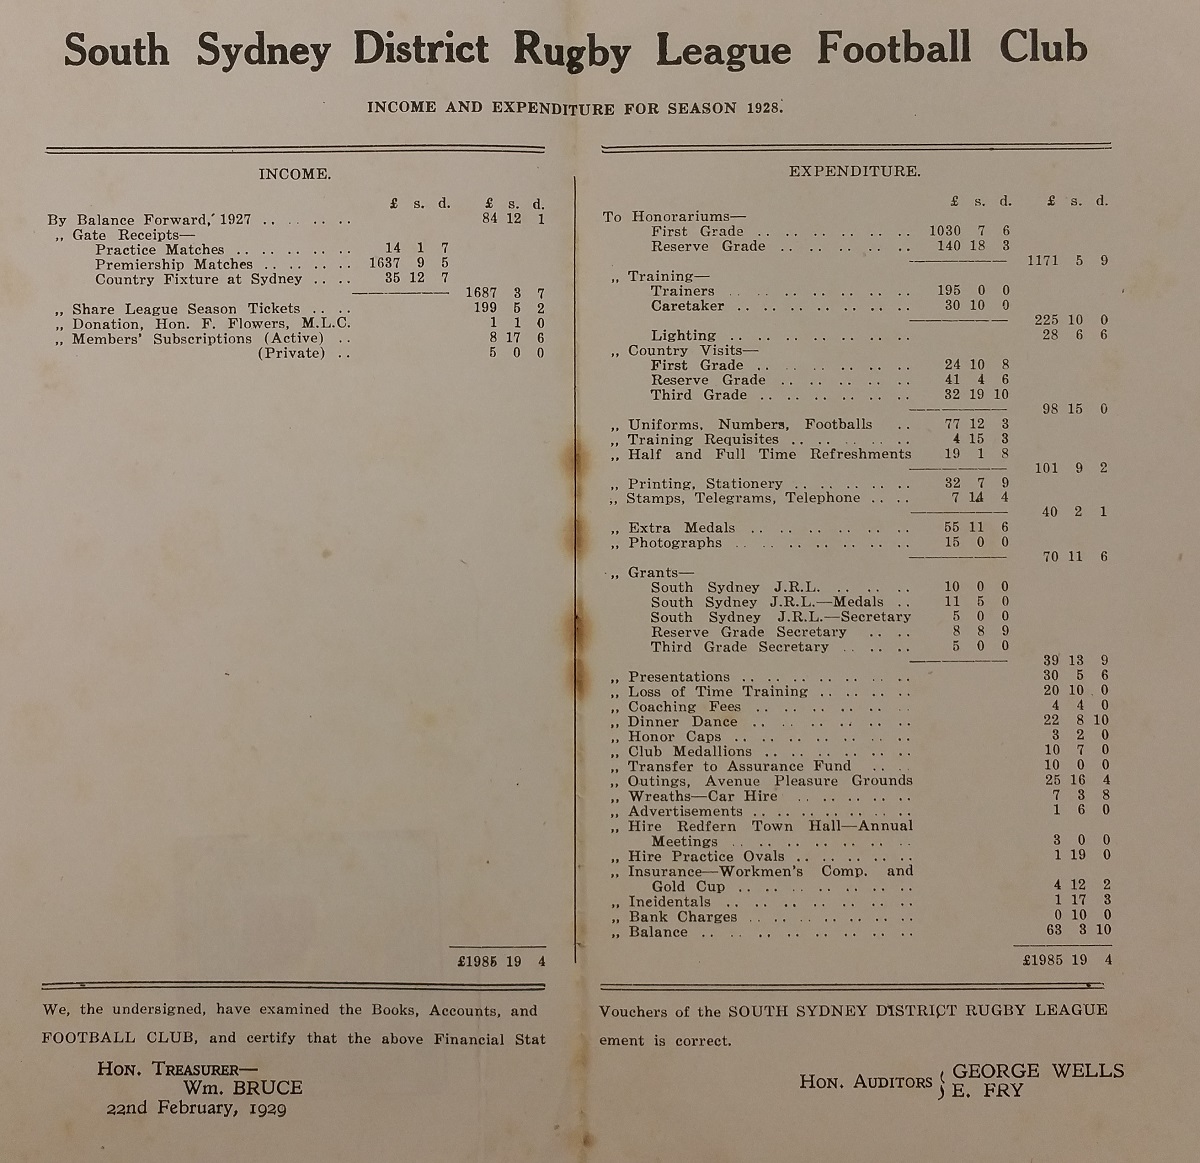 South Sydney District Rugby League Football Club
INCOME AND EXPENDITURE FOR SEASON 1928.
INCOME.
£ s. d. £ s. d.
By Balance Forward, 1927 .. .. .. .. 84 12 1
„ Gate Receipts—
Practice Matches .. .. .. .. .. 14 1 7
Premiership Matches .. .. .. .. 1637 9 5
Country Fixture at Sydney .. .. 35 12 7
1687 3 7
„ Share League Season Tickets .. .. 199 5 2
„ Donation, Hon. F. Flowers, M.L.C. 1 1 0
„ Members' Subscriptions (Active) .. 8 17 6
(Private) .. 5 0 0
£1985 19 4
EXPENDITURE.
£ s. d. £ s. d.
To Honorariums—
First Grade .. .. .. .. .. .. 1030 7 6
Reserve Grade .. .. .. .. .. 140 18 3
1171 5 9
„ Training—
Trainers .. .. .. .. .. .. .. 195 0 0
Caretaker .. .. .. .. .. .. 30 10 0
225 10 0
Lighting .. .. .. .. .. .. .. 28 6 6
„ Country Visits—
First Grade .. .. .. .. .. .. 24 10 8
Reserve Grade .. .. .. .. .. 41 4 6
Third Grade .. .. .. .. .. .. 32 19 10
98 15 0
„ Uniforms, Numbers, Footballs .. 77 12 3
„ Training Requisites .. .. .. .. .. 4 15 3
„ Half and Full Time Refreshments 19 1 8
101 9 2
„ Printing, Stationery .. .. .. .. .. 32 7 9
„ Stamps, Telegrams, Telephone .. .. 7 14 4
40 2 1
„ Extra Medals .. .. .. .. .. .. 55 11 6
„ Photographs .. .. .. .. .. .. .. 15 0 0
70 11 6
„ Grants—
South Sydney J.R.L. .. .. .. .. 10 0 0
South Sydney J.R.L.—Medals .. 11 5 0
South Sydney J.R.L.—Secretary 5 0 0
Reserve Grade Secretary .. .. 8 8 9
Third Grade Secretary .. .. .. 5 0 0
39 13 9
„ Presentations .. .. .. .. .. .. .. 30 5 6
„ Loss of Time Training .. .. .. .. 20 10 0
„ Coaching Fees .. .. .. .. .. .. 4 4 0
„ Dinner Dance .. .. .. .. .. .. 22 8 10
„ Honor Caps .. .. .. .. .. .. .. 3 2 0
„ Club Medallions .. .. .. .. .. .. 10 7 0
„ Transfer to Assurance Fund .. .. 10 0 0
„ Outings, Avenue Pleasure Grounds 25 16 4
„ Wreaths—Car Hire .. .. .. .. .. 7 3 8
„ Advertisements .. .. .. .. .. .. 1 6 0
„ Hire Redfern Town Hall—Annual
Meetings .. .. .. .. .. .. .. 3 0 0
„ Hire Practice Ovals .. .. .. .. .. 1 19 0
„ Insurance—Workmen's Comp. and
Gold Cup .. .. .. .. .. .. .. 4 12 2
„ Incidentals .. .. .. .. .. .. .. 1 17 3
„ Bank Charges .. .. .. .. .. .. .. 0 10 0
„ Balance .. .. .. .. .. .. .. .. 63 3 10
£1985 19 4
We, the undersigned, have examined the Books, Accounts, and Vouchers of the SOUTH SYDNEY DISTRICT RUGBY LEAGUE
FOOTBALL CLUB, and certify that the above Financial Stat ement is correct.
HON. TREASURER—
Wm. BRUCE
22nd February, 1929
HON. AUDITORS { GEORGE WELLS
E. FRY